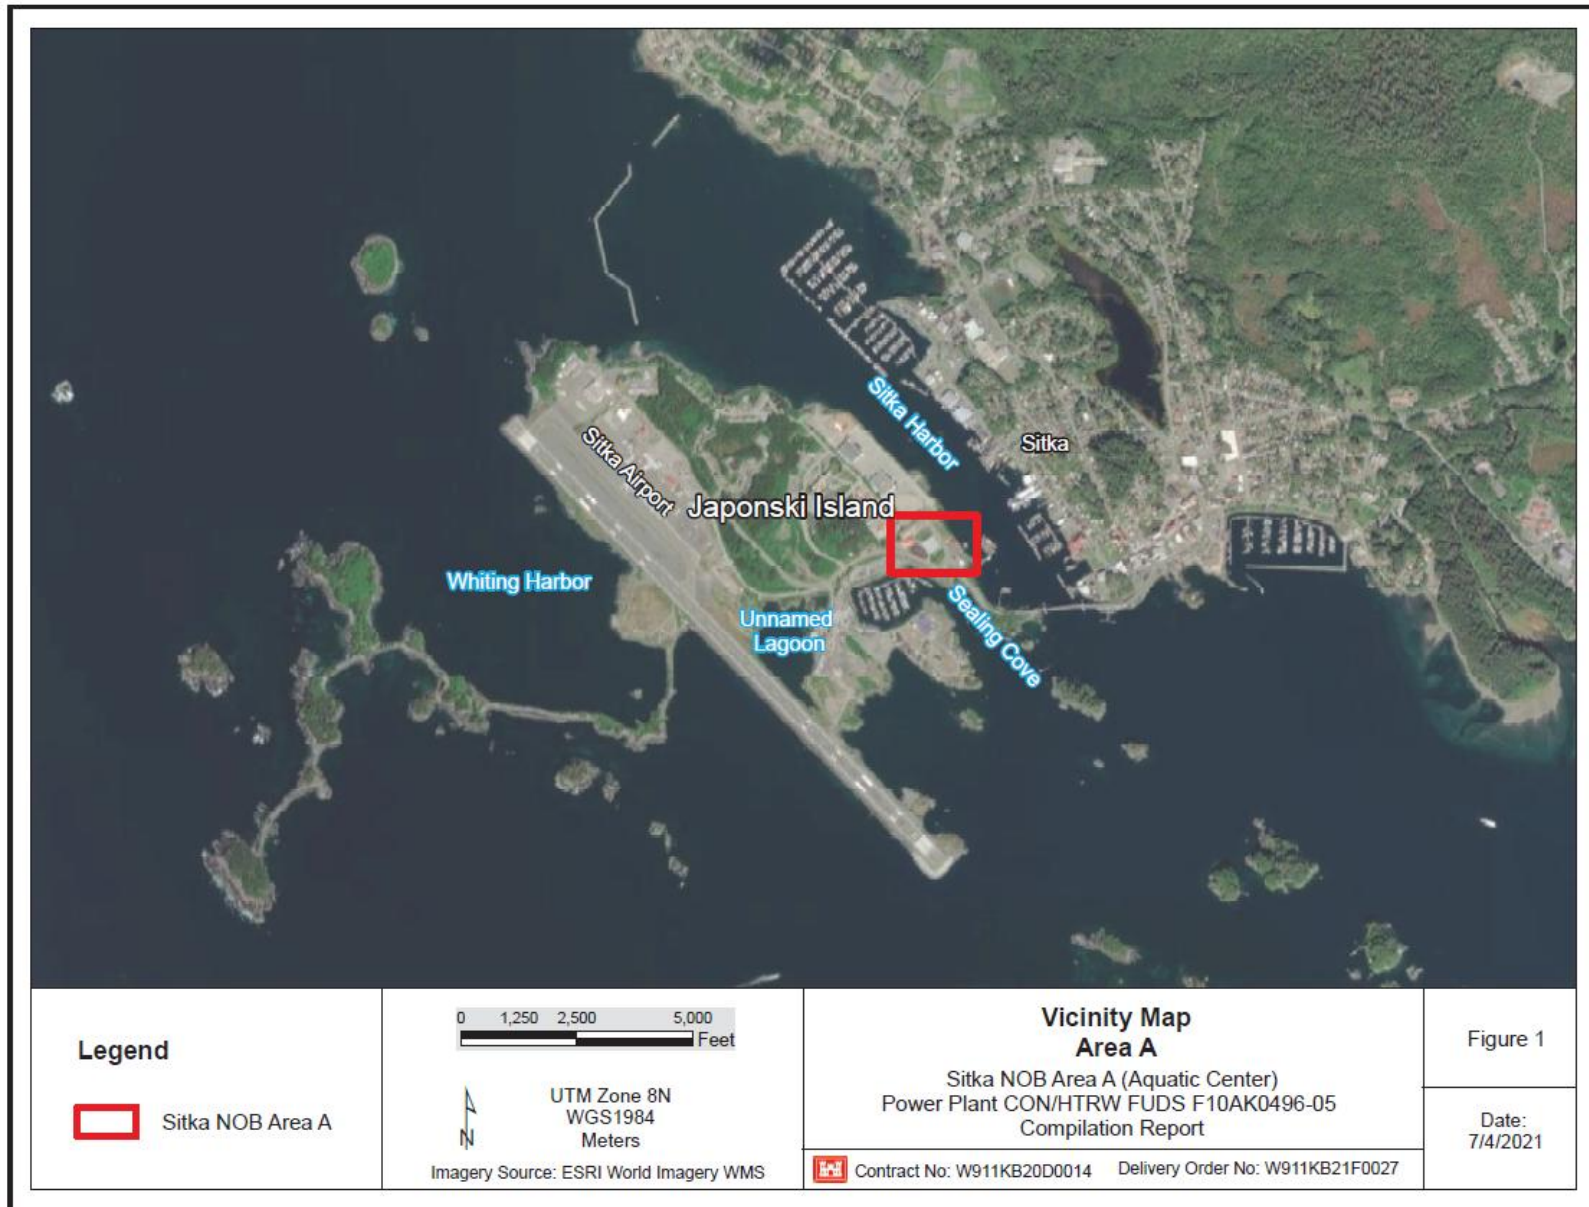 Sitka Harbor
Sitka
Sitka Airport
Japonski Island
Whiting Harbor
Unnamed
Lagoon
Sealing Cove
Legend
Sitka NOB Area A
0 1,250 2,500 5,000
Feet
N
UTM Zone 8N
WGS1984
Meters
Imagery Source: ESRI World Imagery WMS
Vicinity Map
Area A
Sitka NOB Area A (Aquatic Center)
Power Plant CON/HTRW FUDS F10AK0496-05
Compilation Report
Contract No: W911KB20D0014 Delivery Order No: W911KB21F0027
Figure 1
Date:
7/4/2021